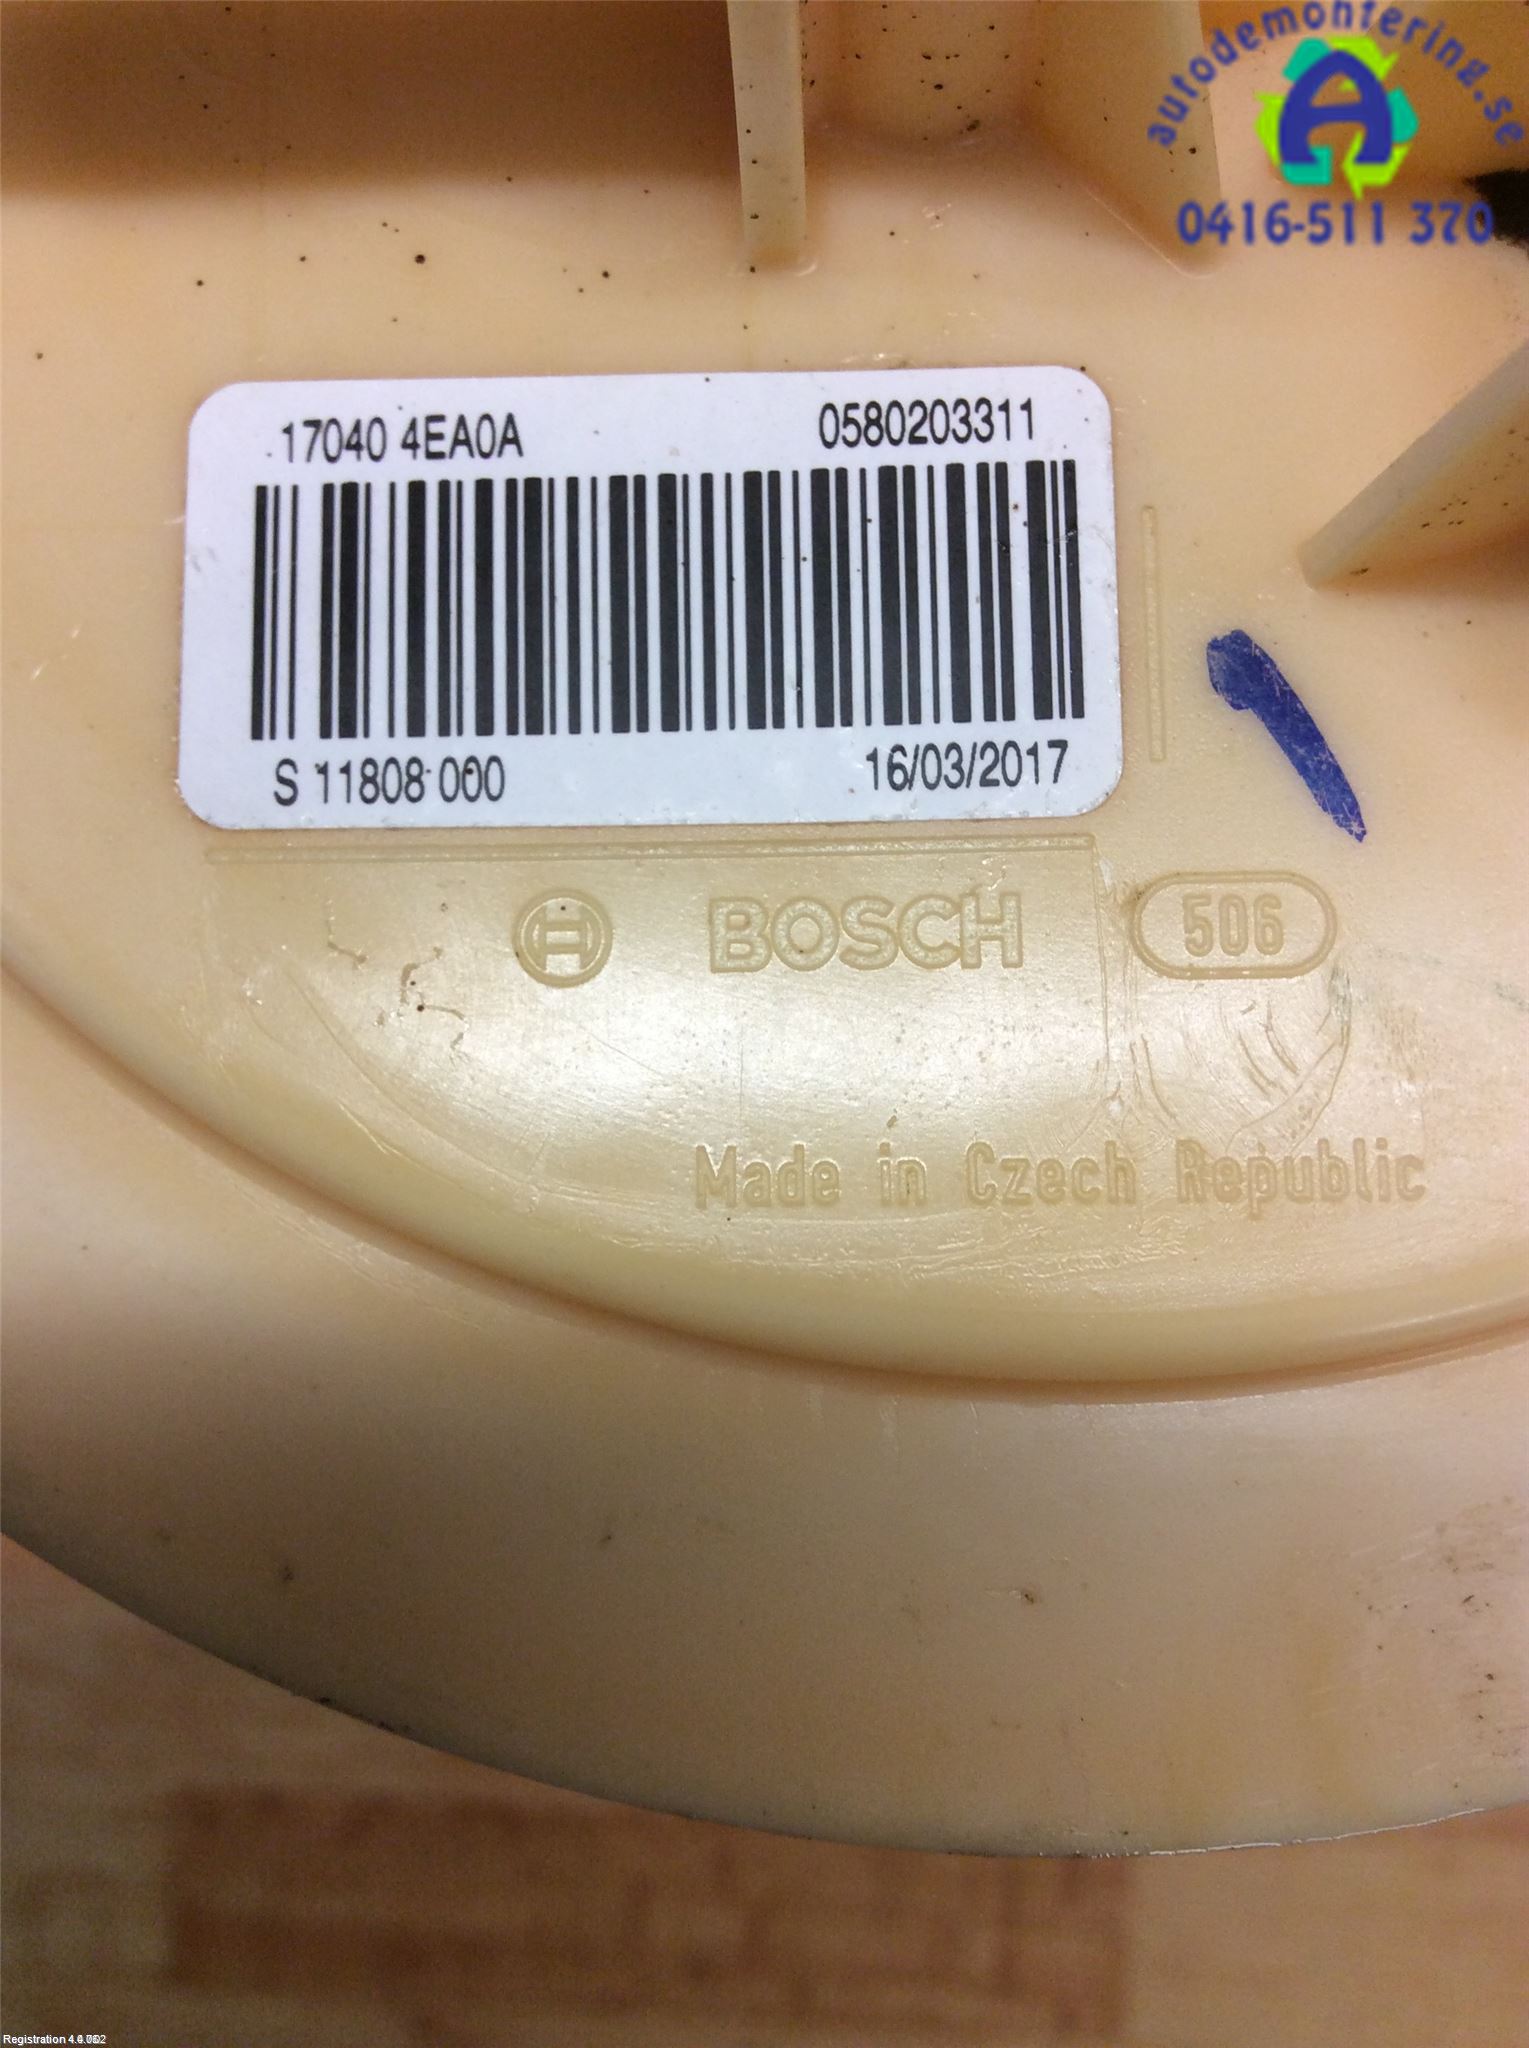 autodemontering.se
A
0416-511 370
17040 4EA0A 0580203311
S 11808 000 16/03/2017
BOSCH 506
Made in Czech Republic